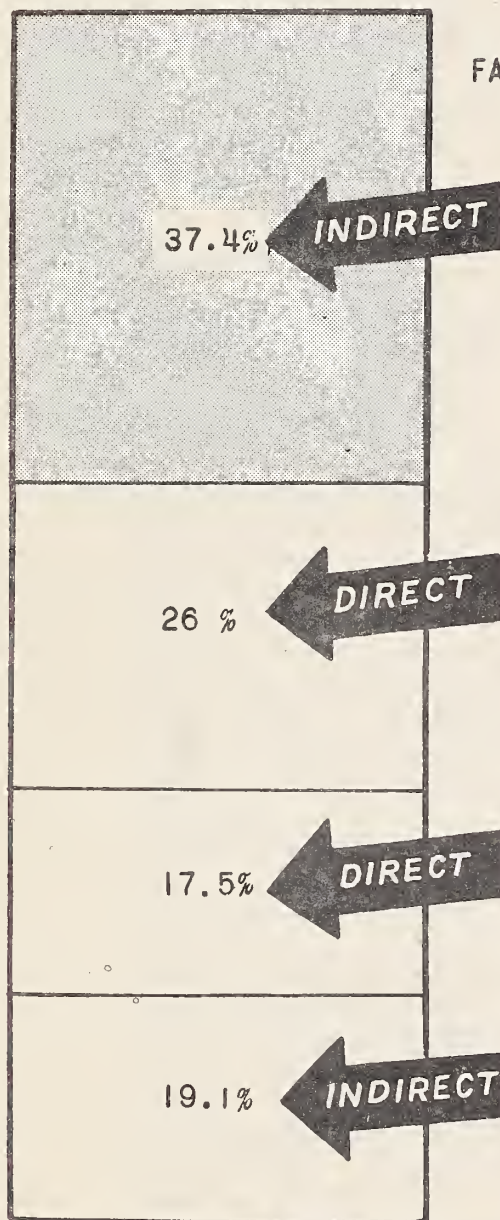 FA
37.4% INDIRECT
26 % DIRECT
17.5% DIRECT
19.1% INDIRECT